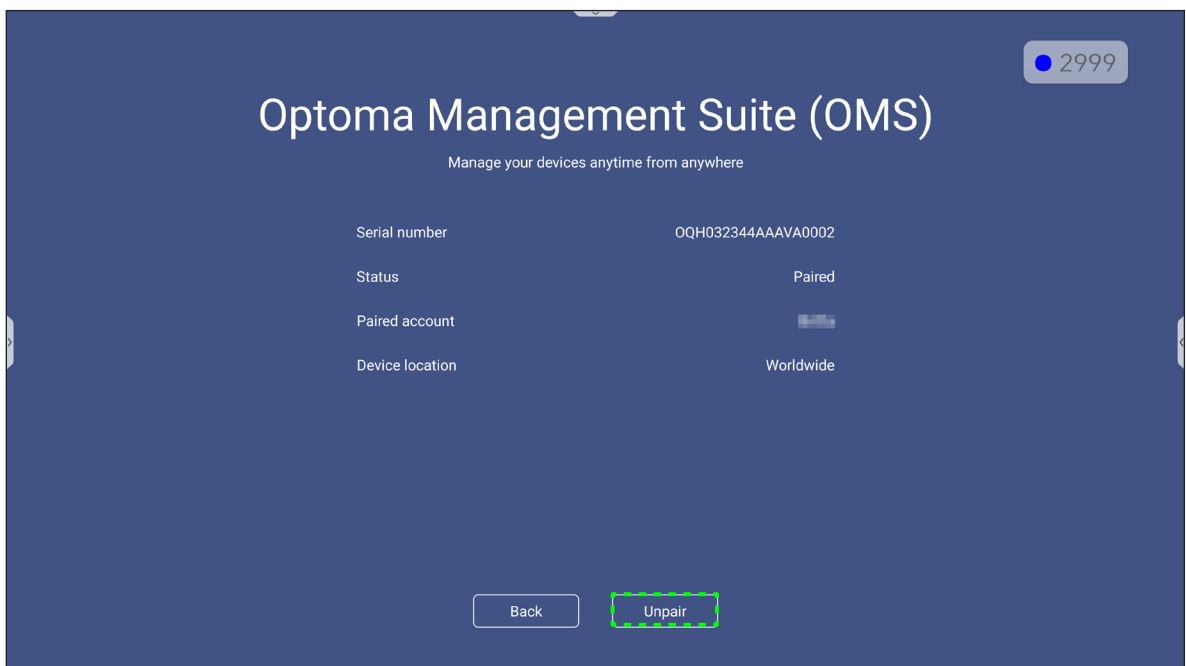 2999
Optoma Management Suite (OMS)
Manage your devices anytime from anywhere
Serial number OQH032344AAAVA0002
Status Paired
Paired account
Device location Worldwide
Back Unpair